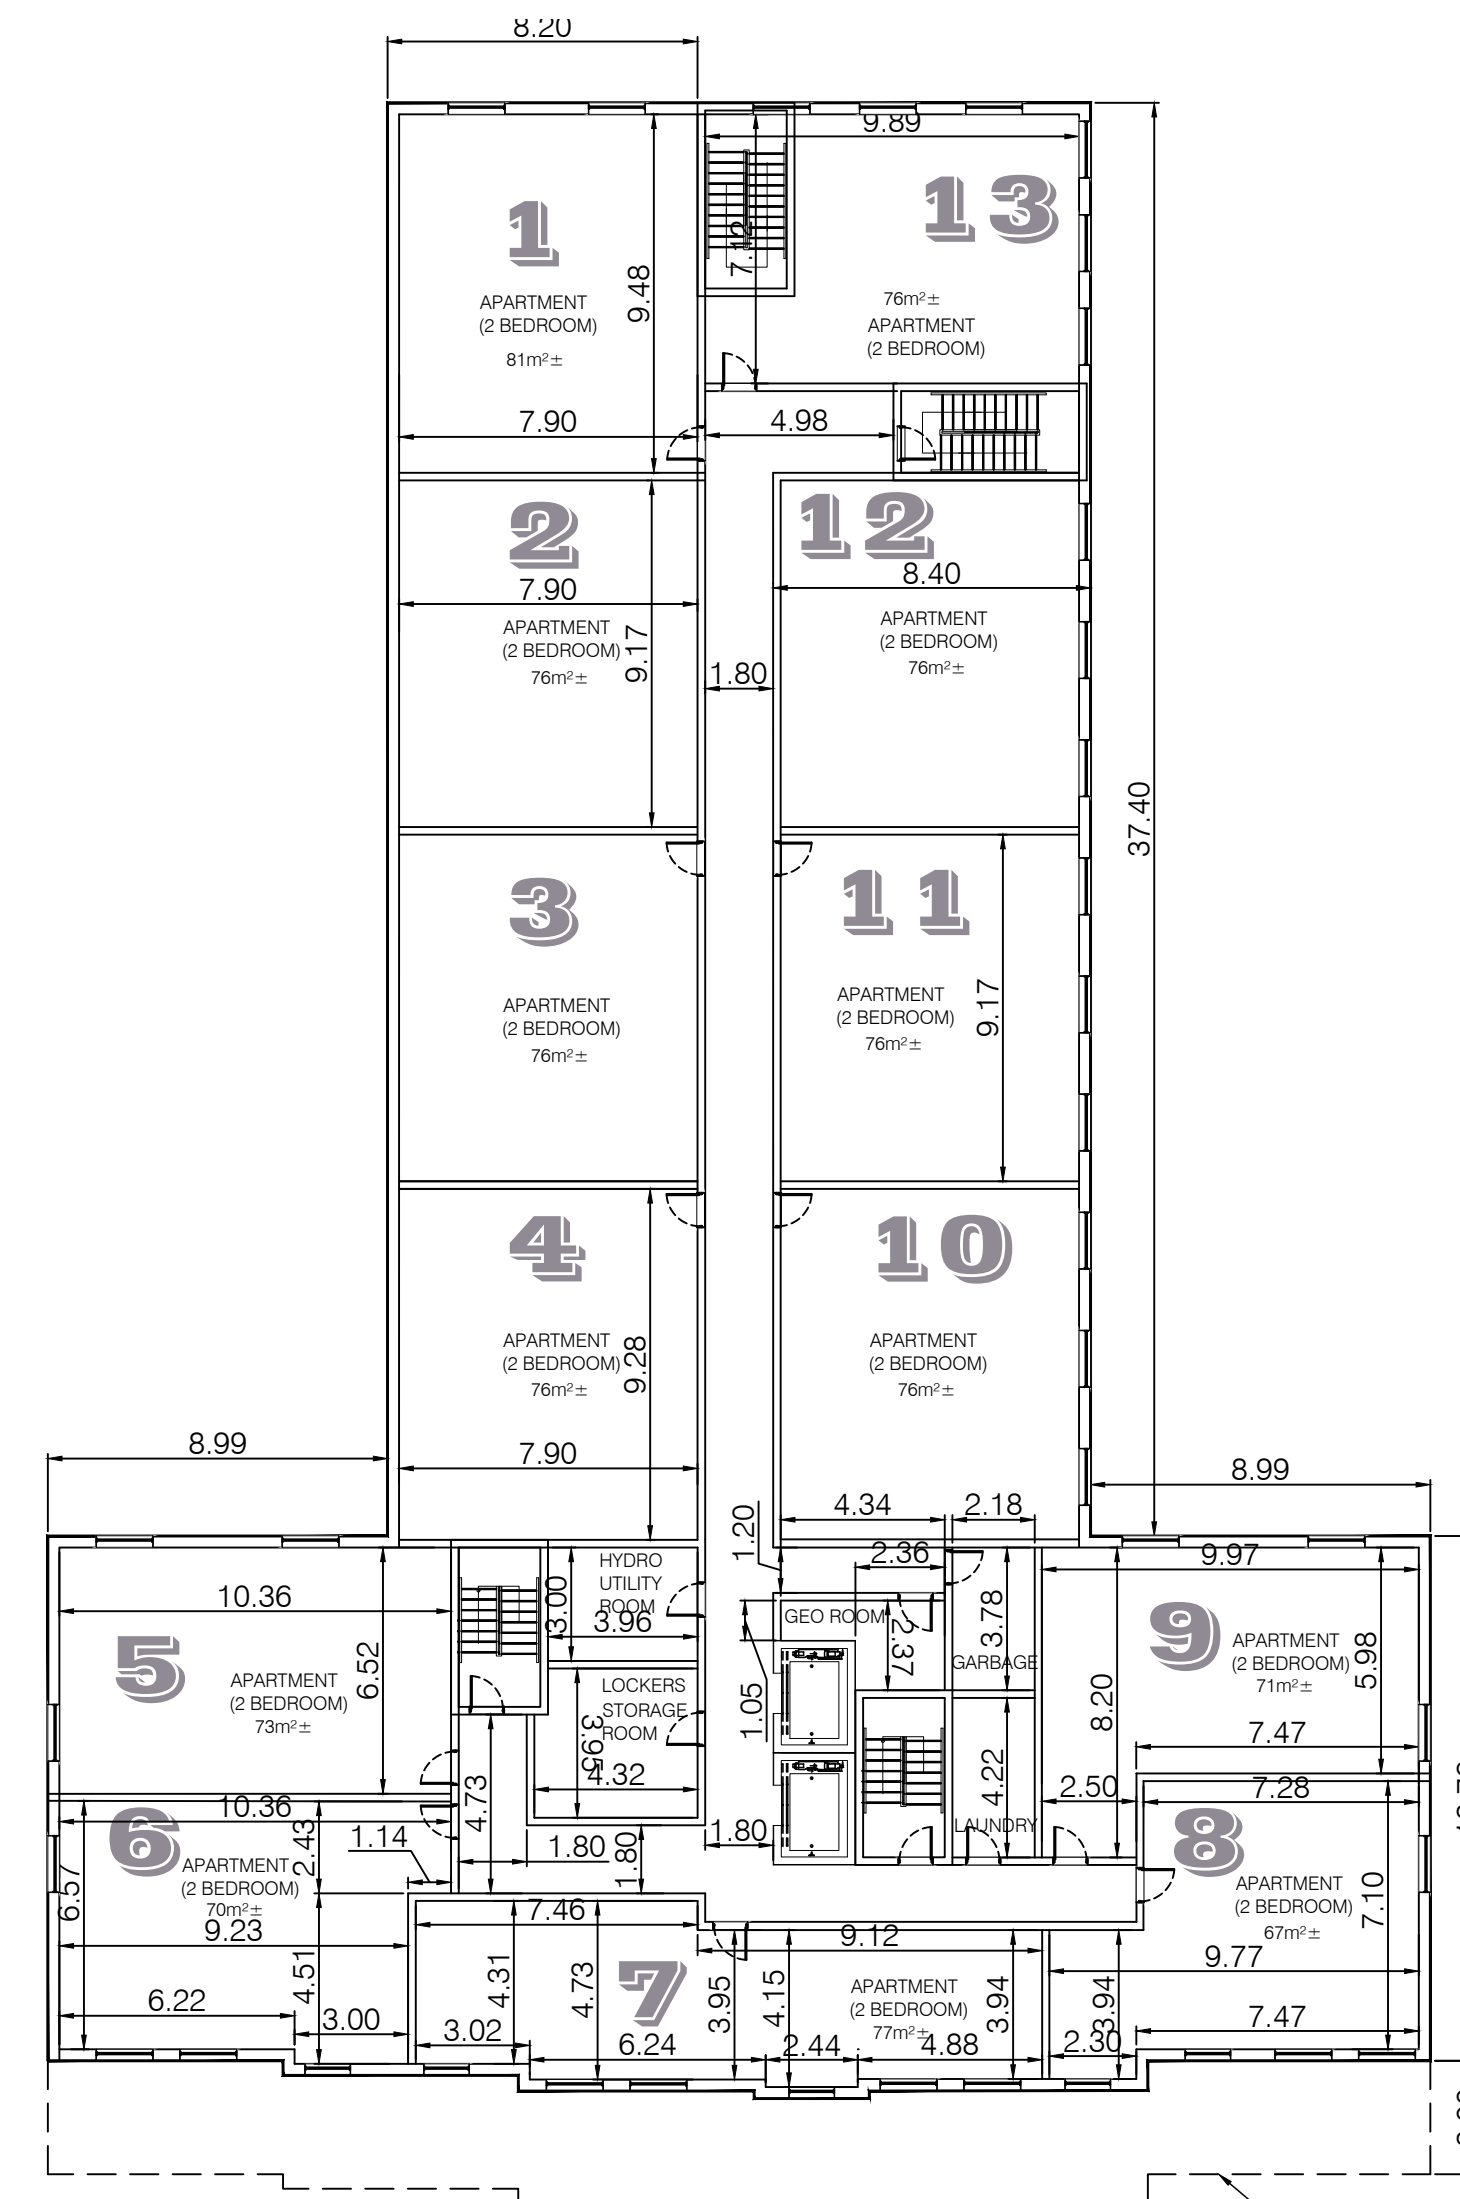 8.20
9.89
1
13
7.12
9.48
APARTMENT
(2 BEDROOM)
81m²±
76m²±
APARTMENT
(2 BEDROOM)
7.90
4.98
2
12
7.90
8.40
APARTMENT
(2 BEDROOM)
76m²±
9.17
APARTMENT
(2 BEDROOM)
76m²±
1.80
37.40
3
11
APARTMENT
(2 BEDROOM)
76m²±
APARTMENT
(2 BEDROOM)
76m²±
9.17
4
10
APARTMENT
(2 BEDROOM)
76m²±
9.28
APARTMENT
(2 BEDROOM)
76m²±
8.99
7.90
8.99
4.34
2.18
1.20
2.36
9.97
HYDRO
UTILITY
ROOM
3.00
3.96
10.36
5
6.52
APARTMENT
(2 BEDROOM)
73m²±
GEO ROOM
2.37
3.78
GARBAGE
9
APARTMENT
(2 BEDROOM)
71m²±
5.98
LOCKERS
STORAGE
ROOM
3.95
4.32
1.05
8.20
7.47
4.73
4.22
2.50
7.28
10.36
6
2.43
1.14
1.80
1.80
1.80
LAUNDRY
8
APARTMENT
(2 BEDROOM)
70m²±
6.57
APARTMENT
(2 BEDROOM)
67m²±
7.10
9.23
7.46
9.12
9.77
4.51
4.31
4.73
7
3.95
4.15
APARTMENT
(2 BEDROOM)
77m²±
3.94
3.94
6.22
3.00
3.02
6.24
2.44
4.88
2.30
7.47